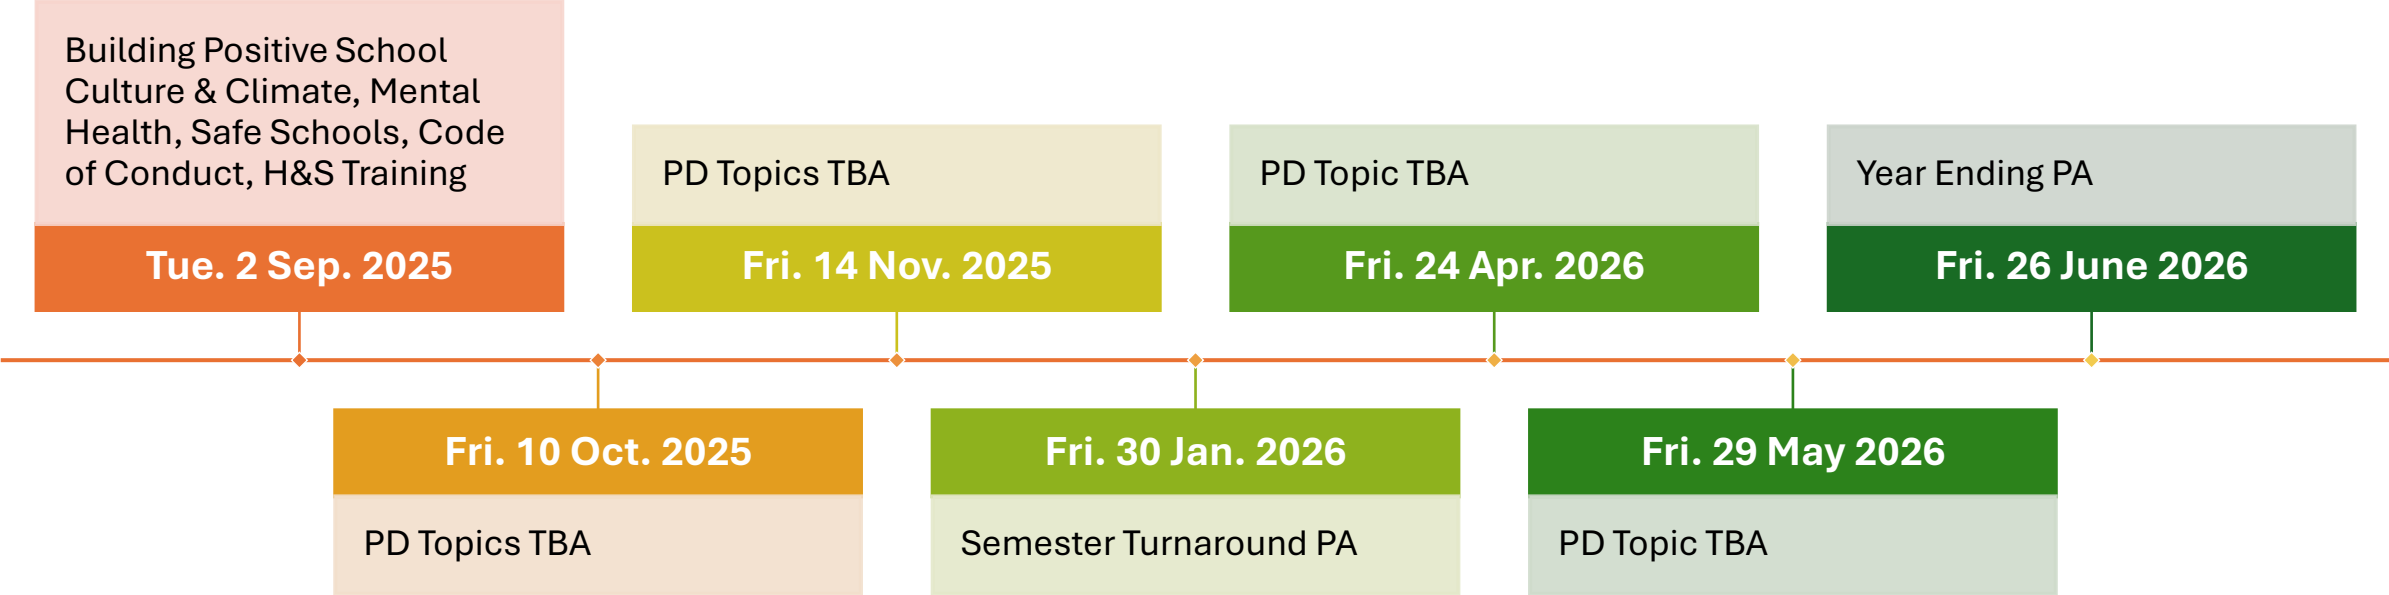 Building Positive School
Culture & Climate, Mental
Health, Safe Schools, Code
of Conduct, H&S Training
Tue. 2 Sep. 2025
Fri. 10 Oct. 2025
PD Topics TBA
PD Topics TBA
Fri. 14 Nov. 2025
Fri. 30 Jan. 2026
Semester Turnaround PA
PD Topic TBA
Fri. 24 Apr. 2026
Fri. 29 May 2026
PD Topic TBA
Year Ending PA
Fri. 26 June 2026